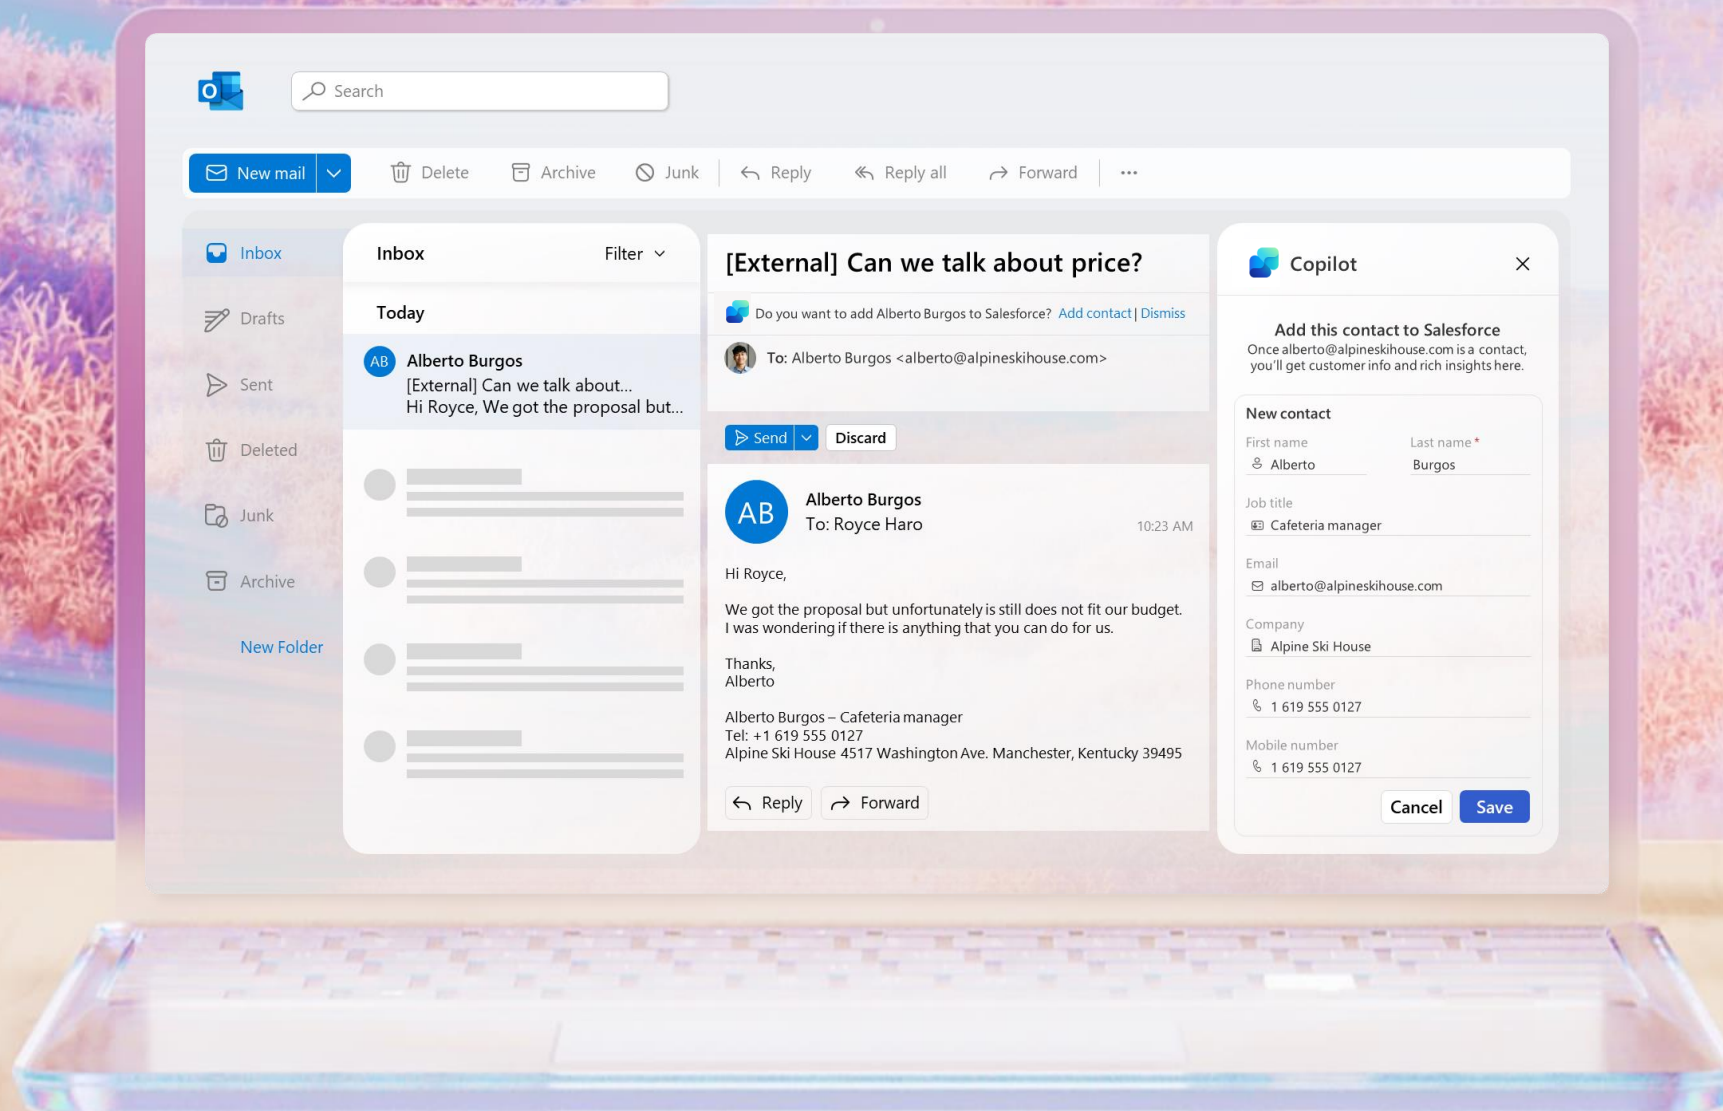 Search
New mail
Delete
Archive
Junk
Reply
Reply all
Forward
Inbox
Drafts
Sent
Deleted
Junk
Archive
New Folder
Inbox
Filter
Today
AB
Alberto Burgos
[External] Can we talk about...
Hi Royce, We got the proposal but...
[External] Can we talk about price?
Do you want to add Alberto Burgos to Salesforce? Add contact | Dismiss
To: Alberto Burgos <alberto@alpineskihouse.com>
Send
Discard
AB
Alberto Burgos
To: Royce Haro
10:23 AM
Hi Royce,
We got the proposal but unfortunately is still does not fit our budget.
I was wondering if there is anything that you can do for us.
Thanks,
Alberto
Alberto Burgos – Cafeteria manager
Tel: +1 619 555 0127
Alpine Ski House 4517 Washington Ave. Manchester, Kentucky 39495
Reply
Forward
Copilot
Add this contact to Salesforce
Once alberto@alpineskihouse.com is a contact,
you'll get customer info and rich insights here.
New contact
First name
Last name *
Alberto
Burgos
Job title
Cafeteria manager
Email
alberto@alpineskihouse.com
Company
Alpine Ski House
Phone number
1 619 555 0127
Mobile number
1 619 555 0127
Cancel
Save